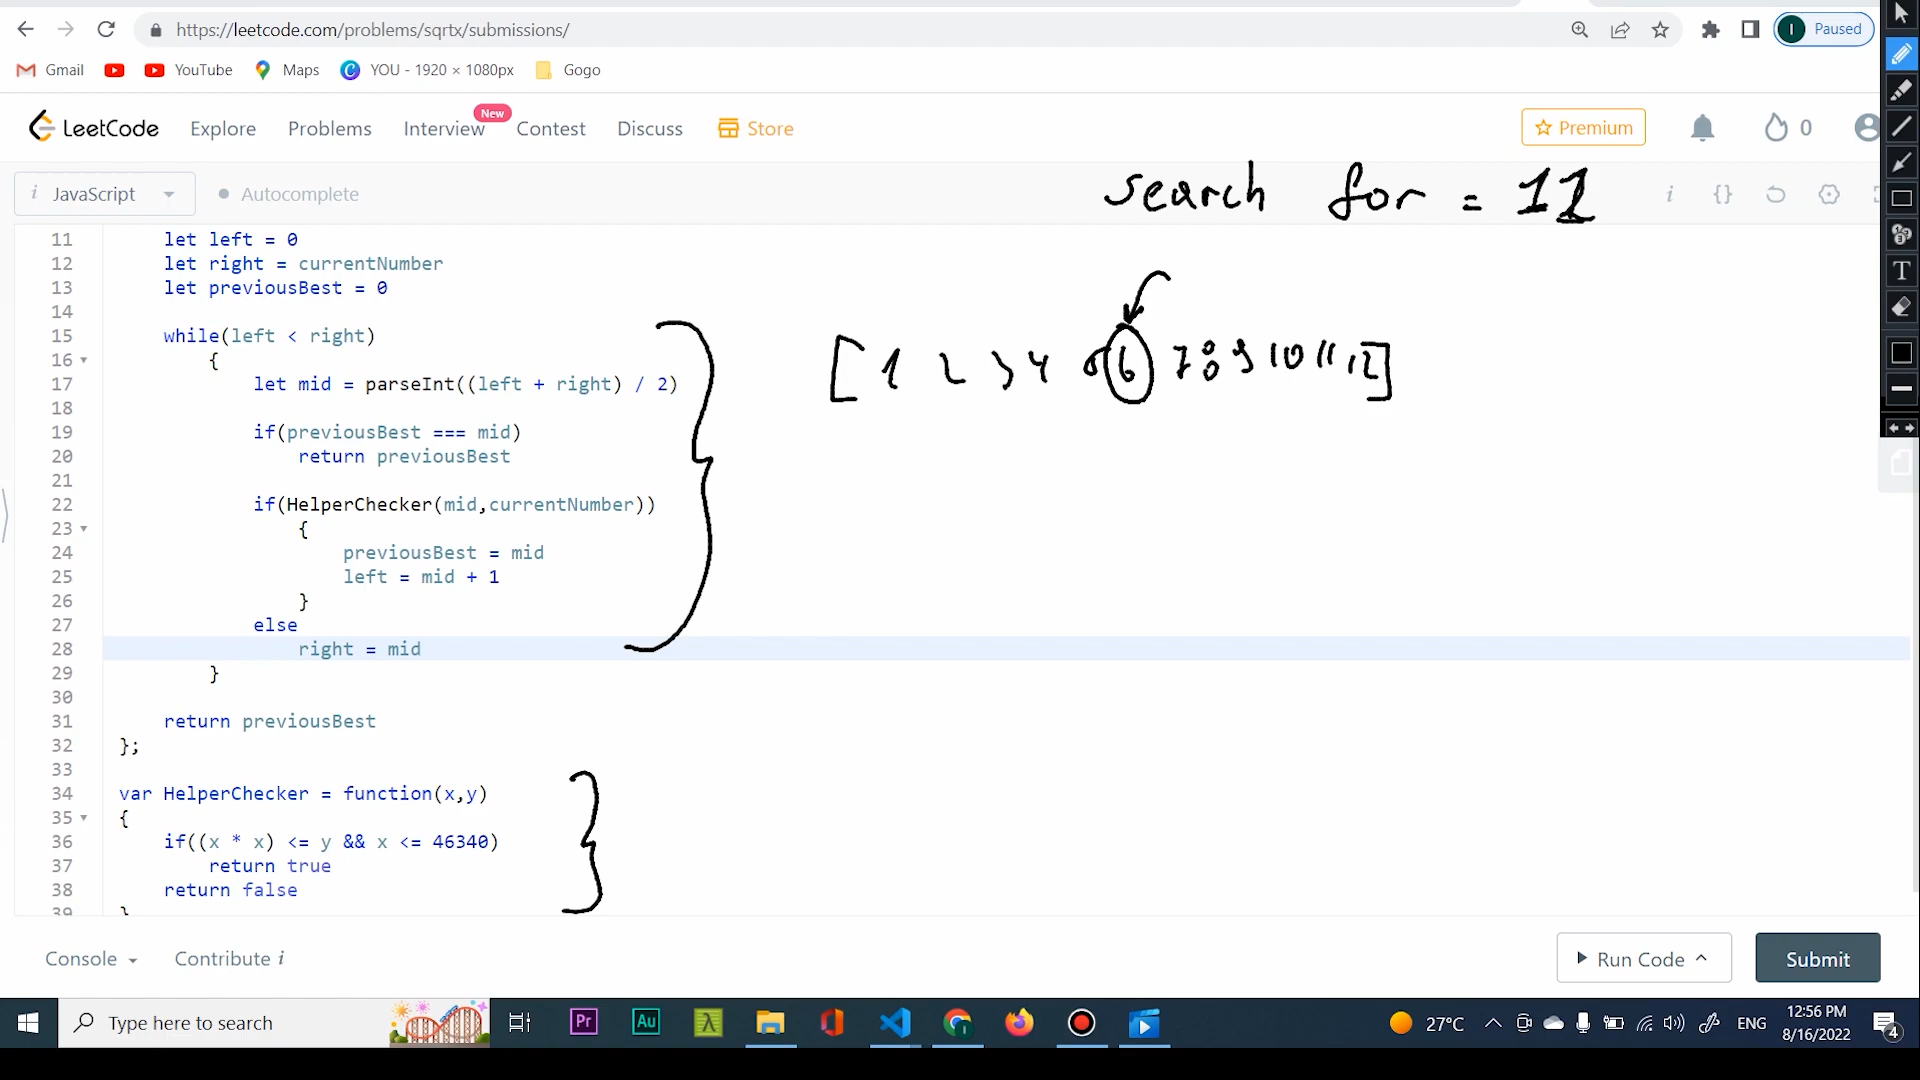 https://leetcode.com/problems/sqrtx/submissions/
Paused
Gmail YouTube Maps YOU - 1920 × 1080px Gogo
LeetCode Explore Problems Interview New Contest Discuss Store Premium 0
i JavaScript Autocomplete
search for = 11
11 let left = 0
12 let right = currentNumber
13 let previousBest = 0
14
15 while(left < right)
16 {
17 let mid = parseInt((left + right) / 2)
18
19 if(previousBest === mid)
20 return previousBest
21
22 if(HelperChecker(mid,currentNumber))
23 {
24 previousBest = mid
25 left = mid + 1
26 }
27 else
28 right = mid
29 }
30
31 return previousBest
32 };
33
34 var HelperChecker = function(x,y)
35 {
36 if((x * x) <= y && x <= 46340)
37 return true
38 return false
39 }
[ 1 2 3 4 5 6 7 8 9 10 11 12 ]
Console Contribute i Run Code Submit
Type here to search
Pr Au
27°C ENG 12:56 PM
8/16/2022
4